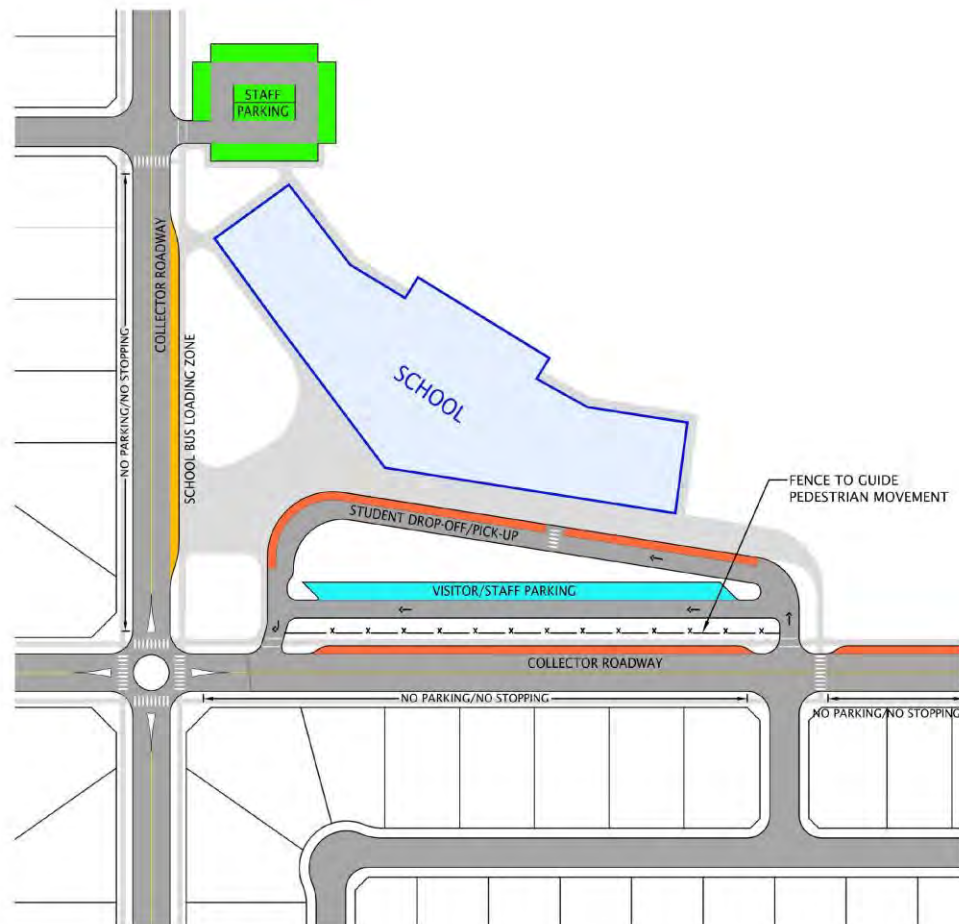 STAFF
PARKING
COLLECTOR ROADWAY
NO PARKING/NO STOPPING
SCHOOL BUS LOADING ZONE
SCHOOL
FENCE TO GUIDE
PEDESTRIAN MOVEMENT
STUDENT DROP-OFF/PICK-UP
VISITOR/STAFF PARKING
COLLECTOR ROADWAY
NO PARKING/NO STOPPING
NO PARKING/NO STOPPING